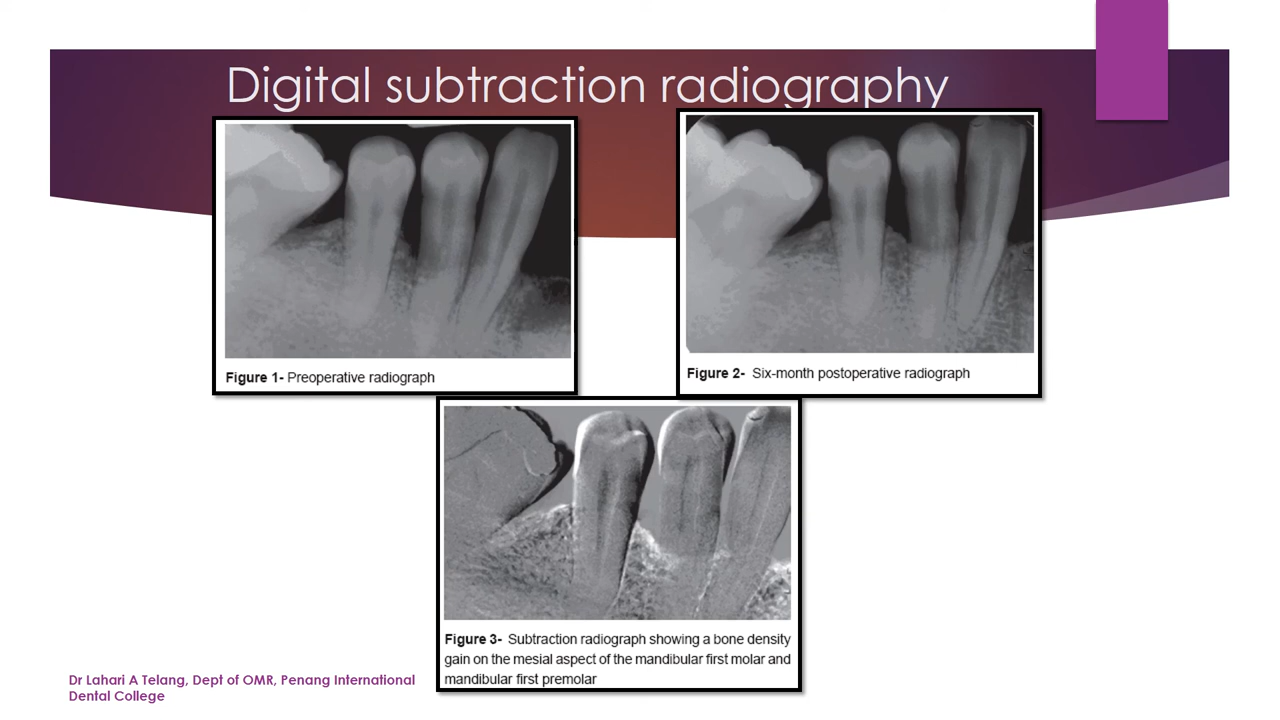 Digital subtraction radiography
Figure 1- Preoperative radiograph
Figure 2- Six-month postoperative radiograph
Figure 3- Subtraction radiograph showing a bone density
gain on the mesial aspect of the mandibular first molar and
mandibular first premolar
Dr Lahari A Telang, Dept of OMR, Penang International
Dental College